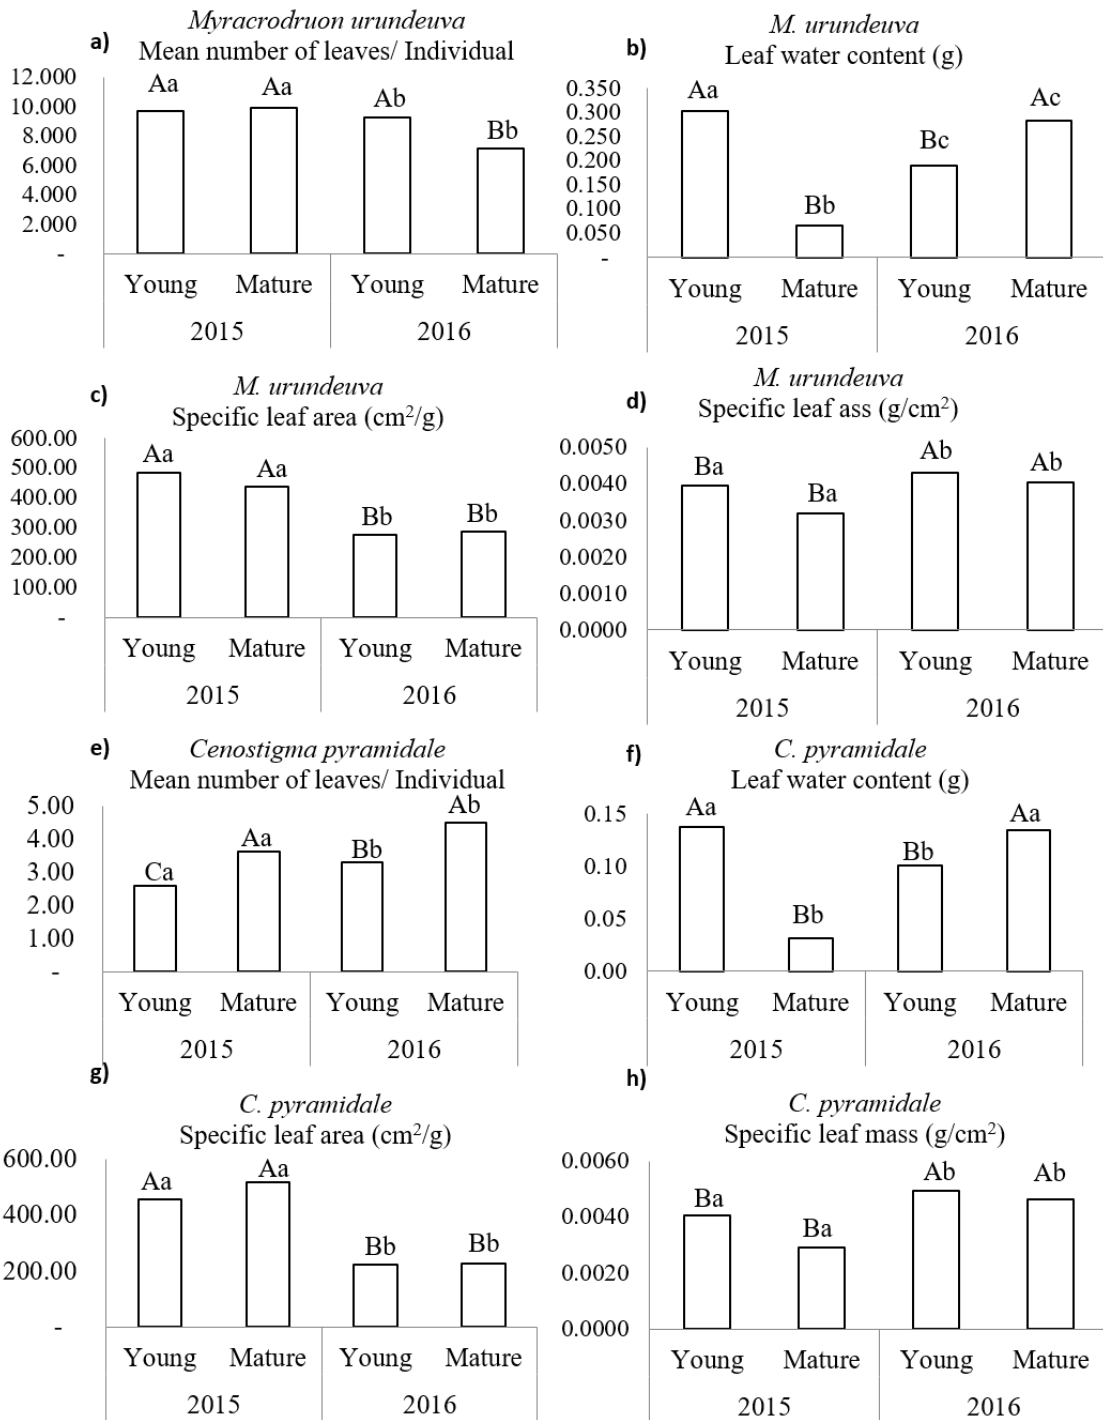 a)
Myracrodruon urundeuva
Mean number of leaves/ Individual
12.000
10.000
8.000
6.000
4.000
2.000
-
Aa
Aa
Ab
Bb
Young Mature Young Mature
2015 2016
b)
M. urundeuva
Leaf water content (g)
0.350
0.300
0.250
0.200
0.150
0.100
0.050
-
Aa
Bb
Bc
Ac
Young Mature Young Mature
2015 2016
c)
M. urundeuva
Specific leaf area (cm²/g)
600.00
500.00
400.00
300.00
200.00
100.00
-
Aa
Aa
Bb
Bb
Young Mature Young Mature
2015 2016
d)
M. urundeuva
Specific leaf ass (g/cm²)
0.0050
0.0040
0.0030
0.0020
0.0010
0.0000
Ba
Ba
Ab
Ab
Young Mature Young Mature
2015 2016
e)
Cenostigma pyramidale
Mean number of leaves/ Individual
5.00
4.00
3.00
2.00
1.00
-
Ca
Aa
Bb
Ab
Young Mature Young Mature
2015 2016
f)
C. pyramidale
Leaf water content (g)
0.15
0.10
0.05
0.00
Aa
Bb
Bb
Aa
Young Mature Young Mature
2015 2016
g)
C. pyramidale
Specific leaf area (cm²/g)
600.00
400.00
200.00
-
Aa
Aa
Bb
Bb
Young Mature Young Mature
2015 2016
h)
C. pyramidale
Specific leaf mass (g/cm²)
0.0060
0.0040
0.0020
0.0000
Ba
Ba
Ab
Ab
Young Mature Young Mature
2015 2016